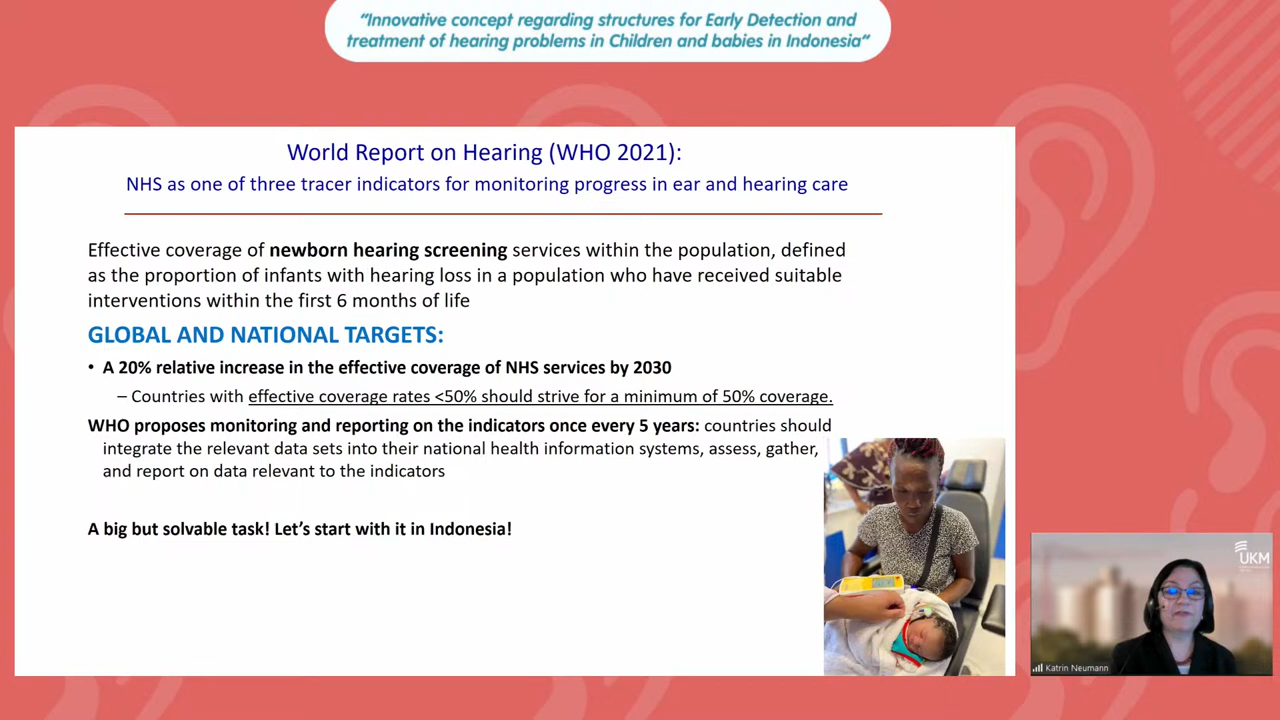 “Innovative concept regarding structures for Early Detection and
treatment of hearing problems in Children and babies in Indonesia“
World Report on Hearing (WHO 2021):
NHS as one of three tracer indicators for monitoring progress in ear and hearing care
Effective coverage of newborn hearing screening services within the population, defined
as the proportion of infants with hearing loss in a population who have received suitable
interventions within the first 6 months of life
GLOBAL AND NATIONAL TARGETS:
• A 20% relative increase in the effective coverage of NHS services by 2030
– Countries with effective coverage rates <50% should strive for a minimum of 50% coverage.
WHO proposes monitoring and reporting on the indicators once every 5 years: countries should
integrate the relevant data sets into their national health information systems, assess, gather,
and report on data relevant to the indicators
A big but solvable task! Let’s start with it in Indonesia!
UKM
Katrin Neumann